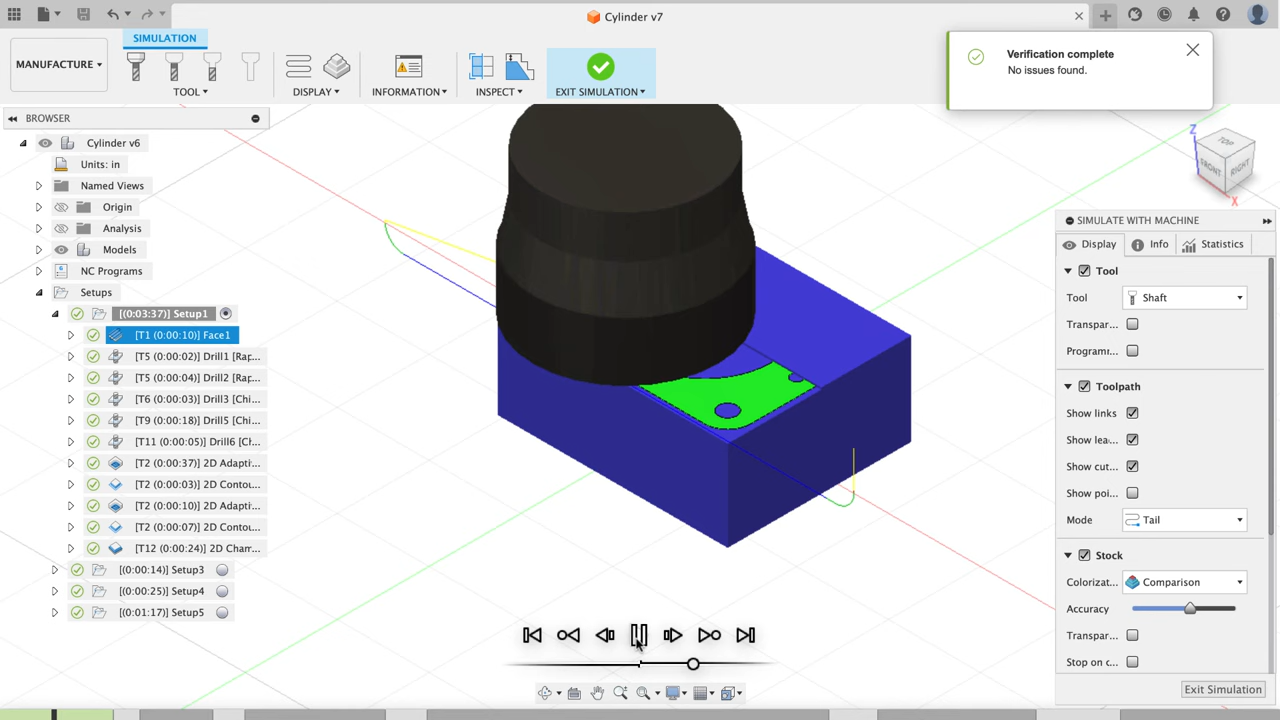 Cylinder v7
SIMULATION
MANUFACTURE
TOOL
DISPLAY
INFORMATION
INSPECT
EXIT SIMULATION
Verification complete
No issues found.
BROWSER
Cylinder v6
Units: in
Named Views
Origin
Analysis
Models
NC Programs
Setups
[(0:03:37)] Setup1
[T1 (0:00:10)] Face1
[T5 (0:00:02)] Drill1 [Rap...
[T5 (0:00:04)] Drill2 [Rap...
[T6 (0:00:03)] Drill3 [Chi...
[T9 (0:00:18)] Drill5 [Chi...
[T11 (0:00:05)] Drill6 [Ch...
[T2 (0:00:37)] 2D Adapti...
[T2 (0:00:03)] 2D Contou...
[T2 (0:00:10)] 2D Adapti...
[T2 (0:00:07)] 2D Contou...
[T12 (0:00:24)] 2D Cham...
[(0:00:14)] Setup3
[(0:00:25)] Setup4
[(0:01:17)] Setup5
Z
TOP
FRONT
RIGHT
X
SIMULATE WITH MACHINE
Display
Info
Statistics
Tool
Tool
Shaft
Transpar...
Programr...
Toolpath
Show links
Show lea...
Show cut...
Show poi...
Mode
Tail
Stock
Colorizat...
Comparison
Accuracy
Transpar...
Stop on c...
Exit Simulation